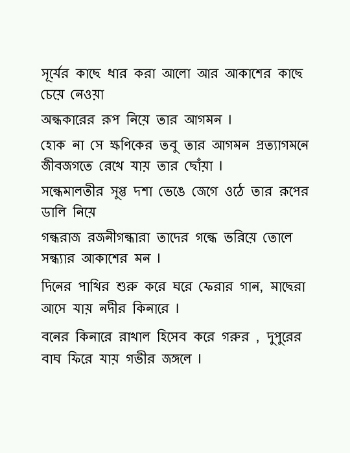 সূর্যের কাছে ধার করা আলো আর আকাশের কাছে
চেয়ে নেওয়া
অন্ধকারের রূপ নিয়ে তার আগমন ।
হোক না সে ক্ষণিকের তবু তার আগমন প্রত্যাগমনে
জীবজগতে রেখে যায় তার ছোঁয়া ।
সন্ধেমালতীর সুপ্ত দশা ভেঙে জেগে ওঠে তার রূপের
ডালি নিয়ে
গন্ধরাজ রজনীগন্ধারা তাদের গন্ধে ভরিয়ে তোলে
সন্ধ্যার আকাশের মন ।
দিনের পাখির শুরু করে ঘরে ফেরার গান, মাছেরা
আসে যায় নদীর কিনারে ।
বনের কিনারে রাখাল হিসেব করে গরুর , দুপুরের
বাঘ ফিরে যায় গভীর জঙ্গলে ।